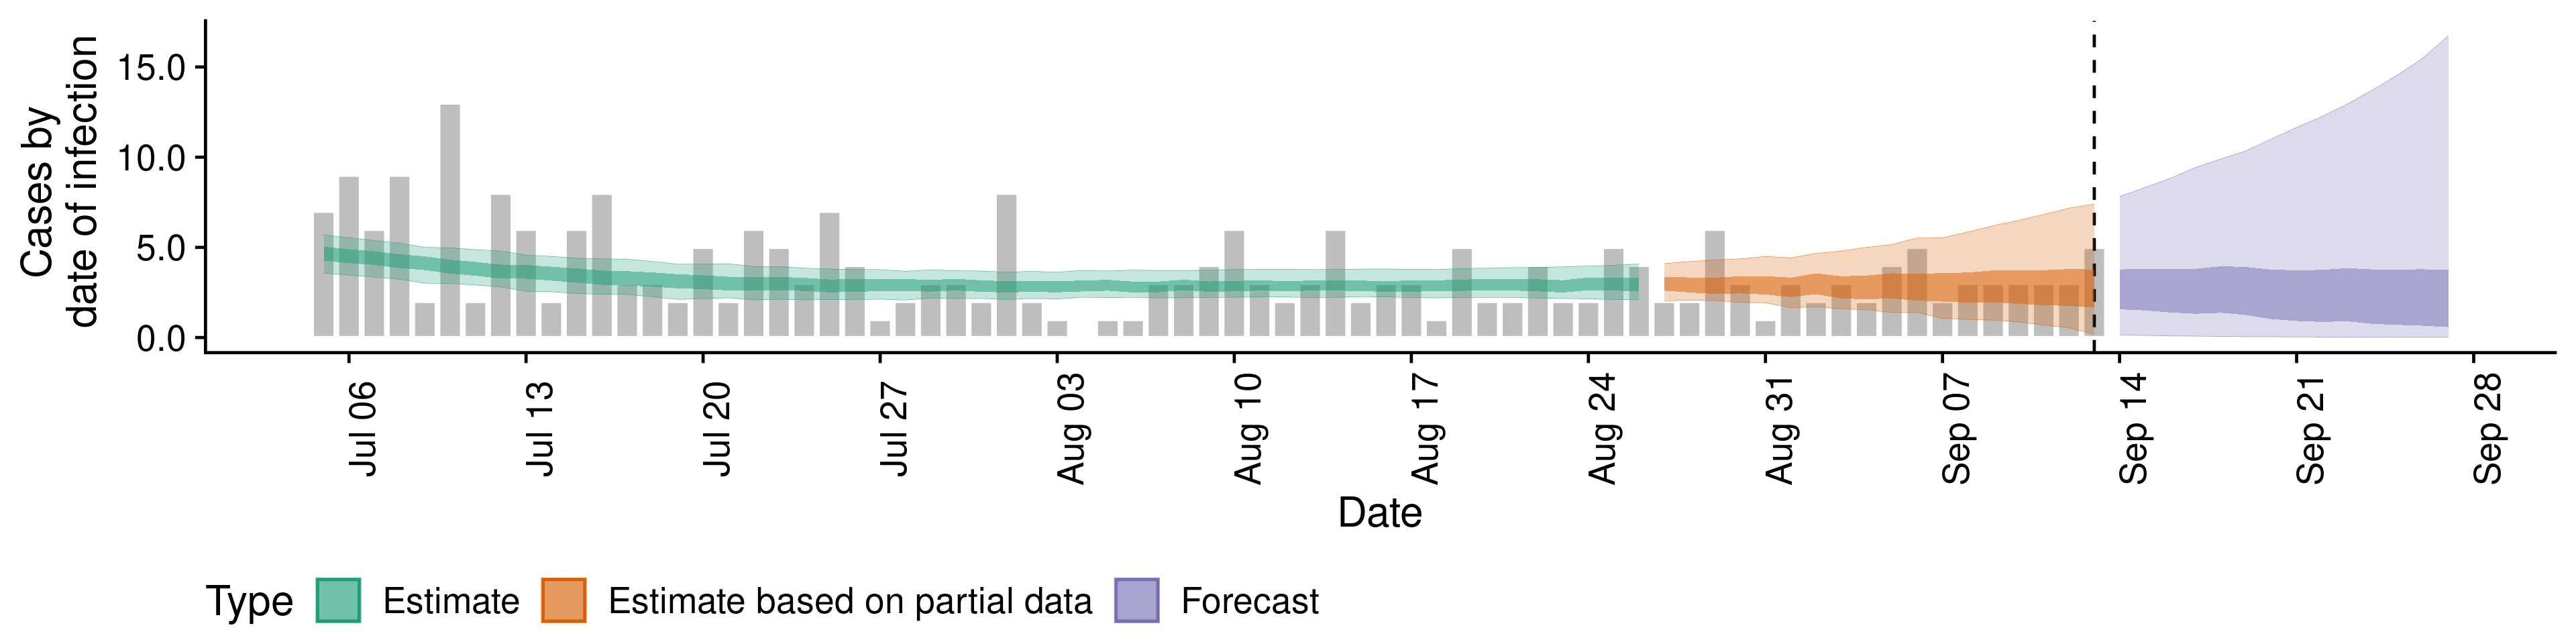 Cases by
date of infection
15.0
10.0
5.0
0.0
Jul 06
Jul 13
Jul 20
Jul 27
Aug 03
Aug 10
Aug 17
Aug 24
Aug 31
Sep 07
Sep 14
Sep 21
Sep 28
Date
Type Estimate Estimate based on partial data Forecast